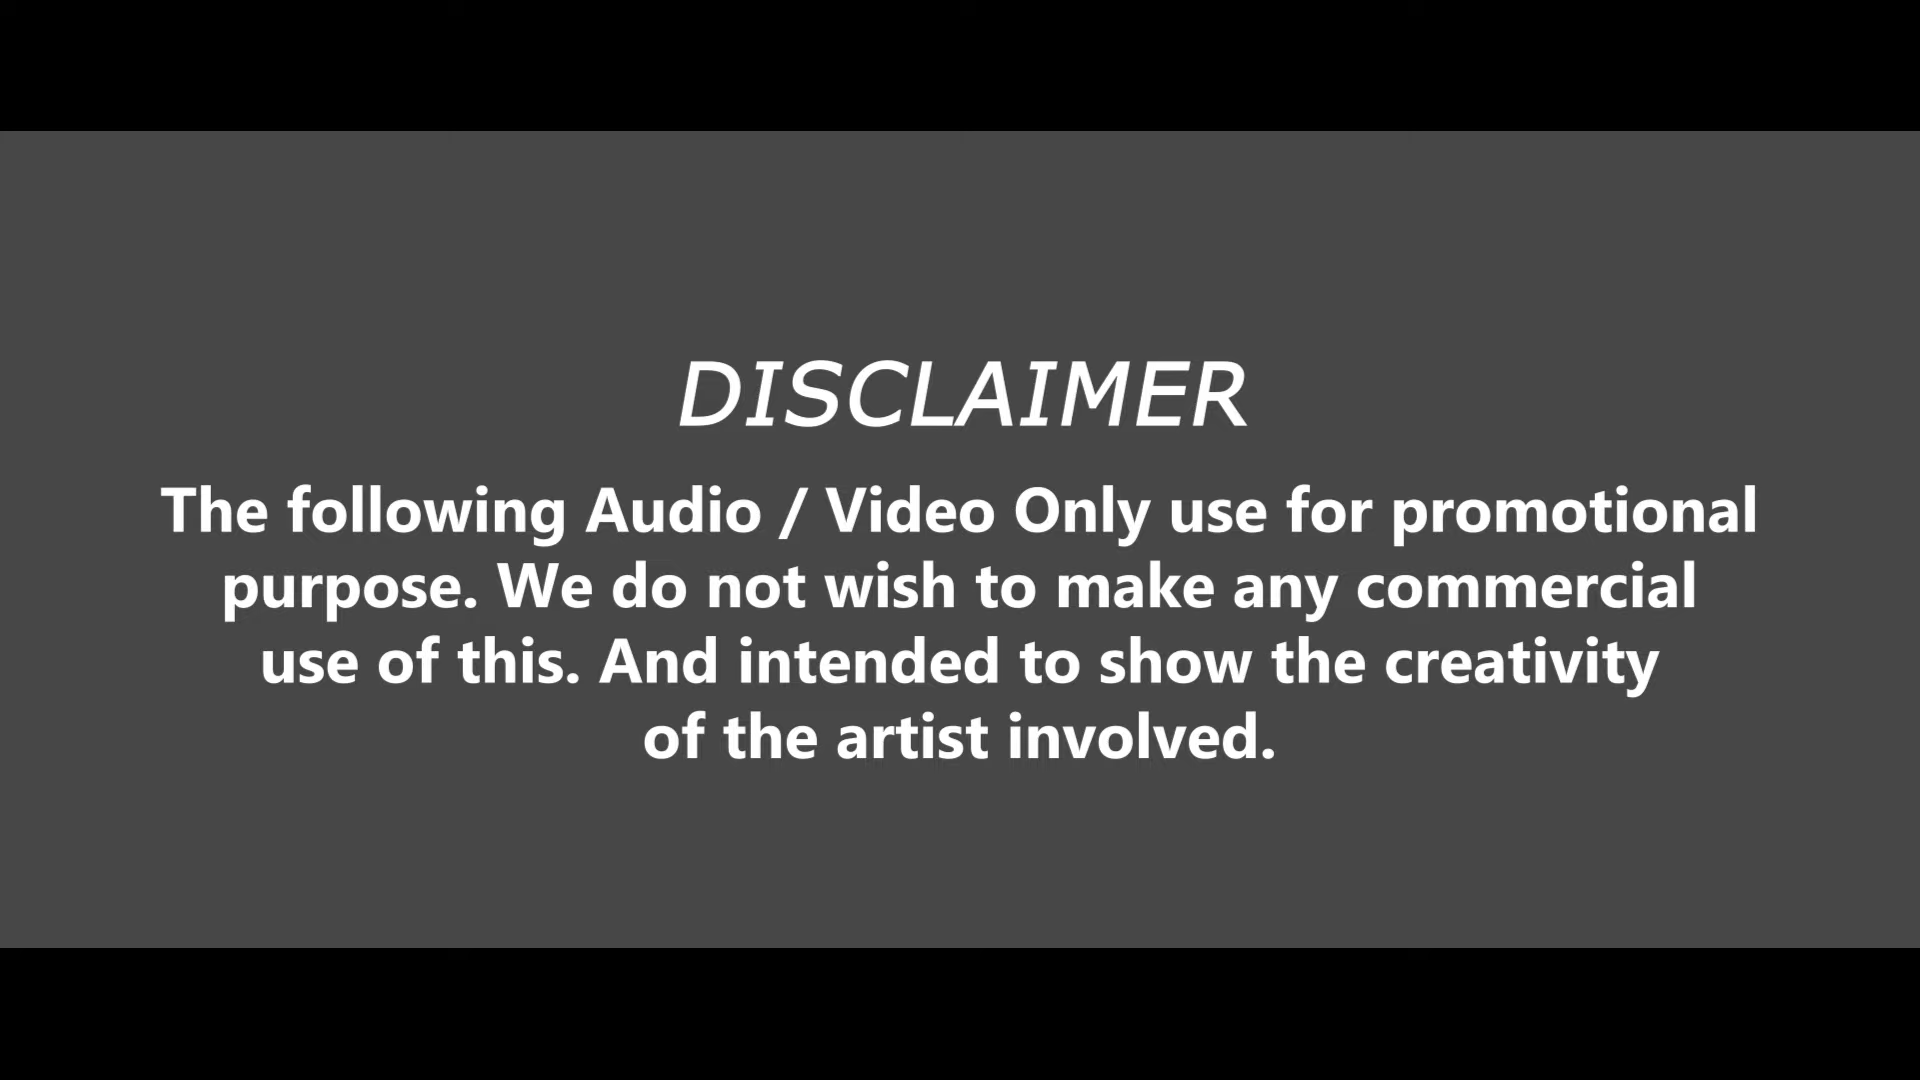 DISCLAIMER
The following Audio / Video Only use for promotional
purpose. We do not wish to make any commercial
use of this. And intended to show the creativity
of the artist involved.